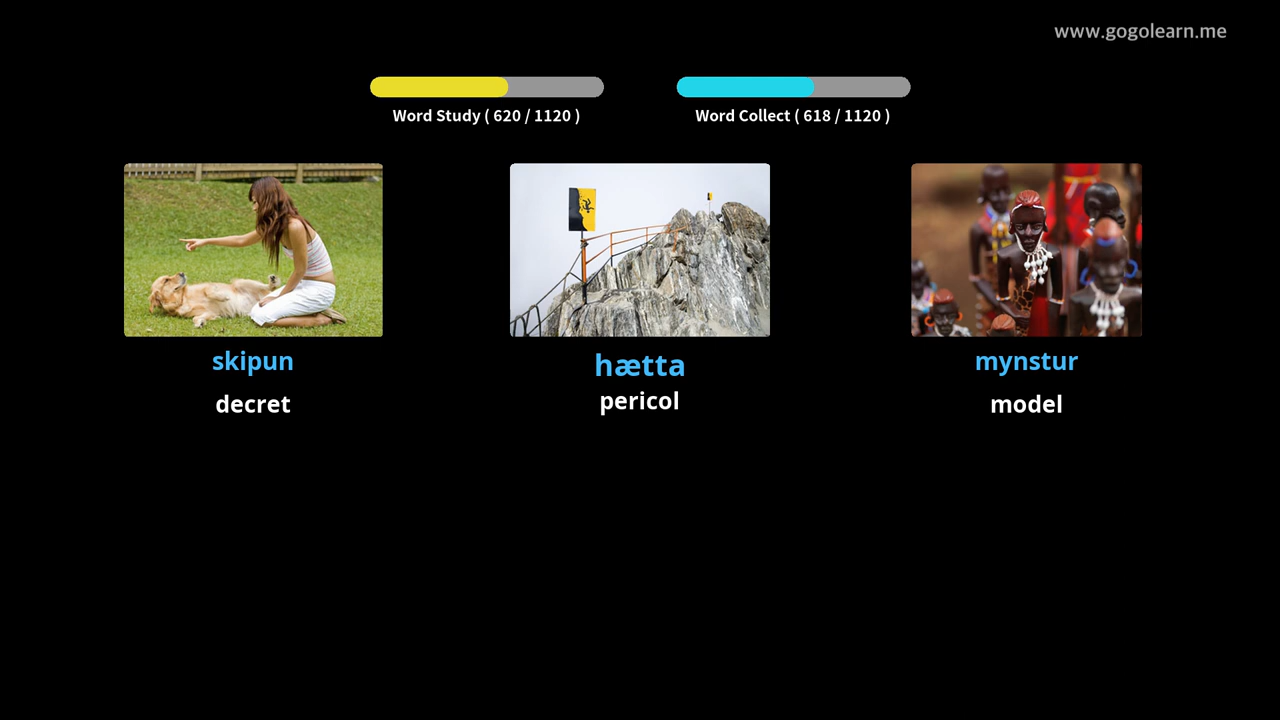 www.gogolearn.me
Word Study ( 620 / 1120 )
Word Collect ( 618 / 1120 )
skipun
decret
hætta
pericol
mynstur
model